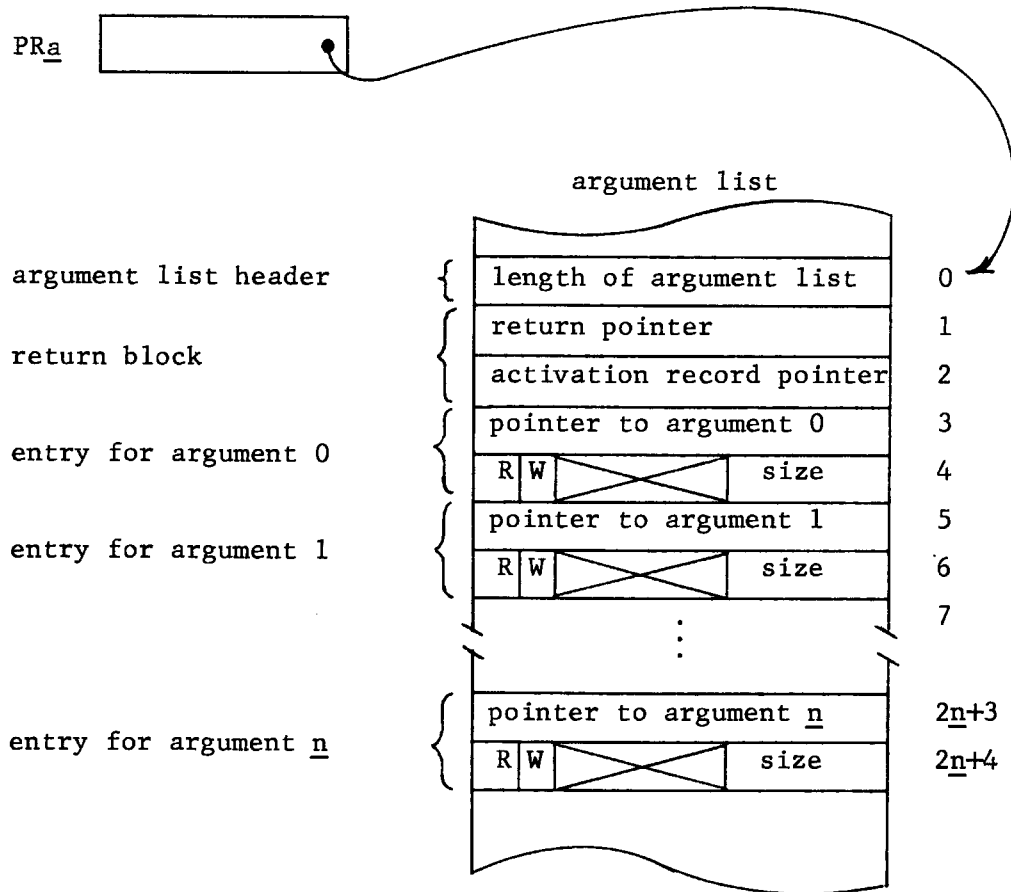 PRa
argument list
argument list header { length of argument list 0
return block { return pointer 1
activation record pointer 2
entry for argument 0 { pointer to argument 0 3
R W size 4
entry for argument 1 { pointer to argument 1 5
R W size 6
7
⋮
entry for argument n { pointer to argument n 2n+3
R W size 2n+4